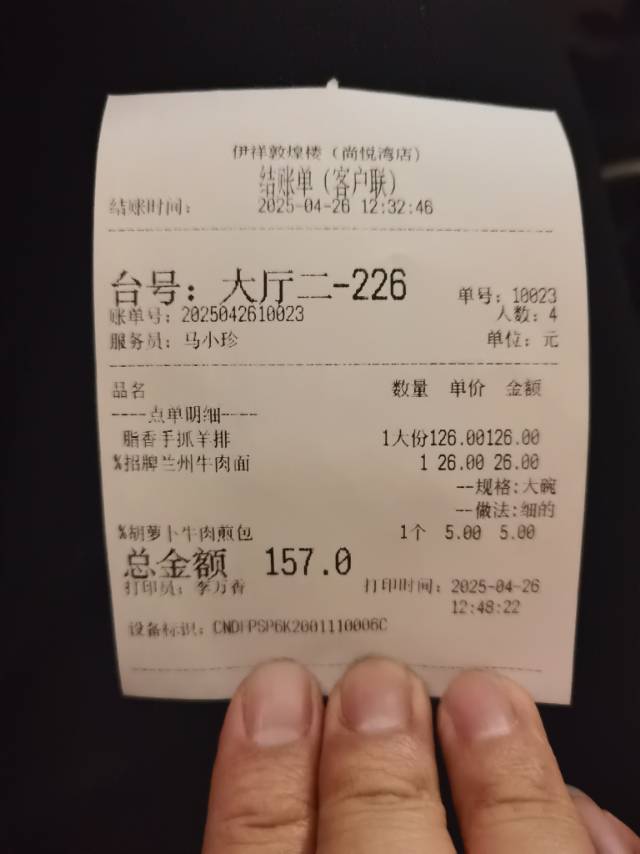 伊祥敦煌楼（尚悦湾店）
结账单（客户联）
结账时间： 2025-04-26 12:32:46
台号：大厅二-226 单号：10023
账单号：2025042610023 人数：4
服务员：马小珍 单位：元
品名 数量 单价 金额
----点单明细----
脂香手抓羊排 1大份126.00126.00
%招牌兰州牛肉面 1 26.00 26.00
--规格:大碗
--做法:细的
%胡萝卜牛肉煎包 1个 5.00 5.00
总金额 157.0
打印员：李万香 打印时间：2025-04-26
12:48:22
设备标识：CNDFPSP6K2001110006C